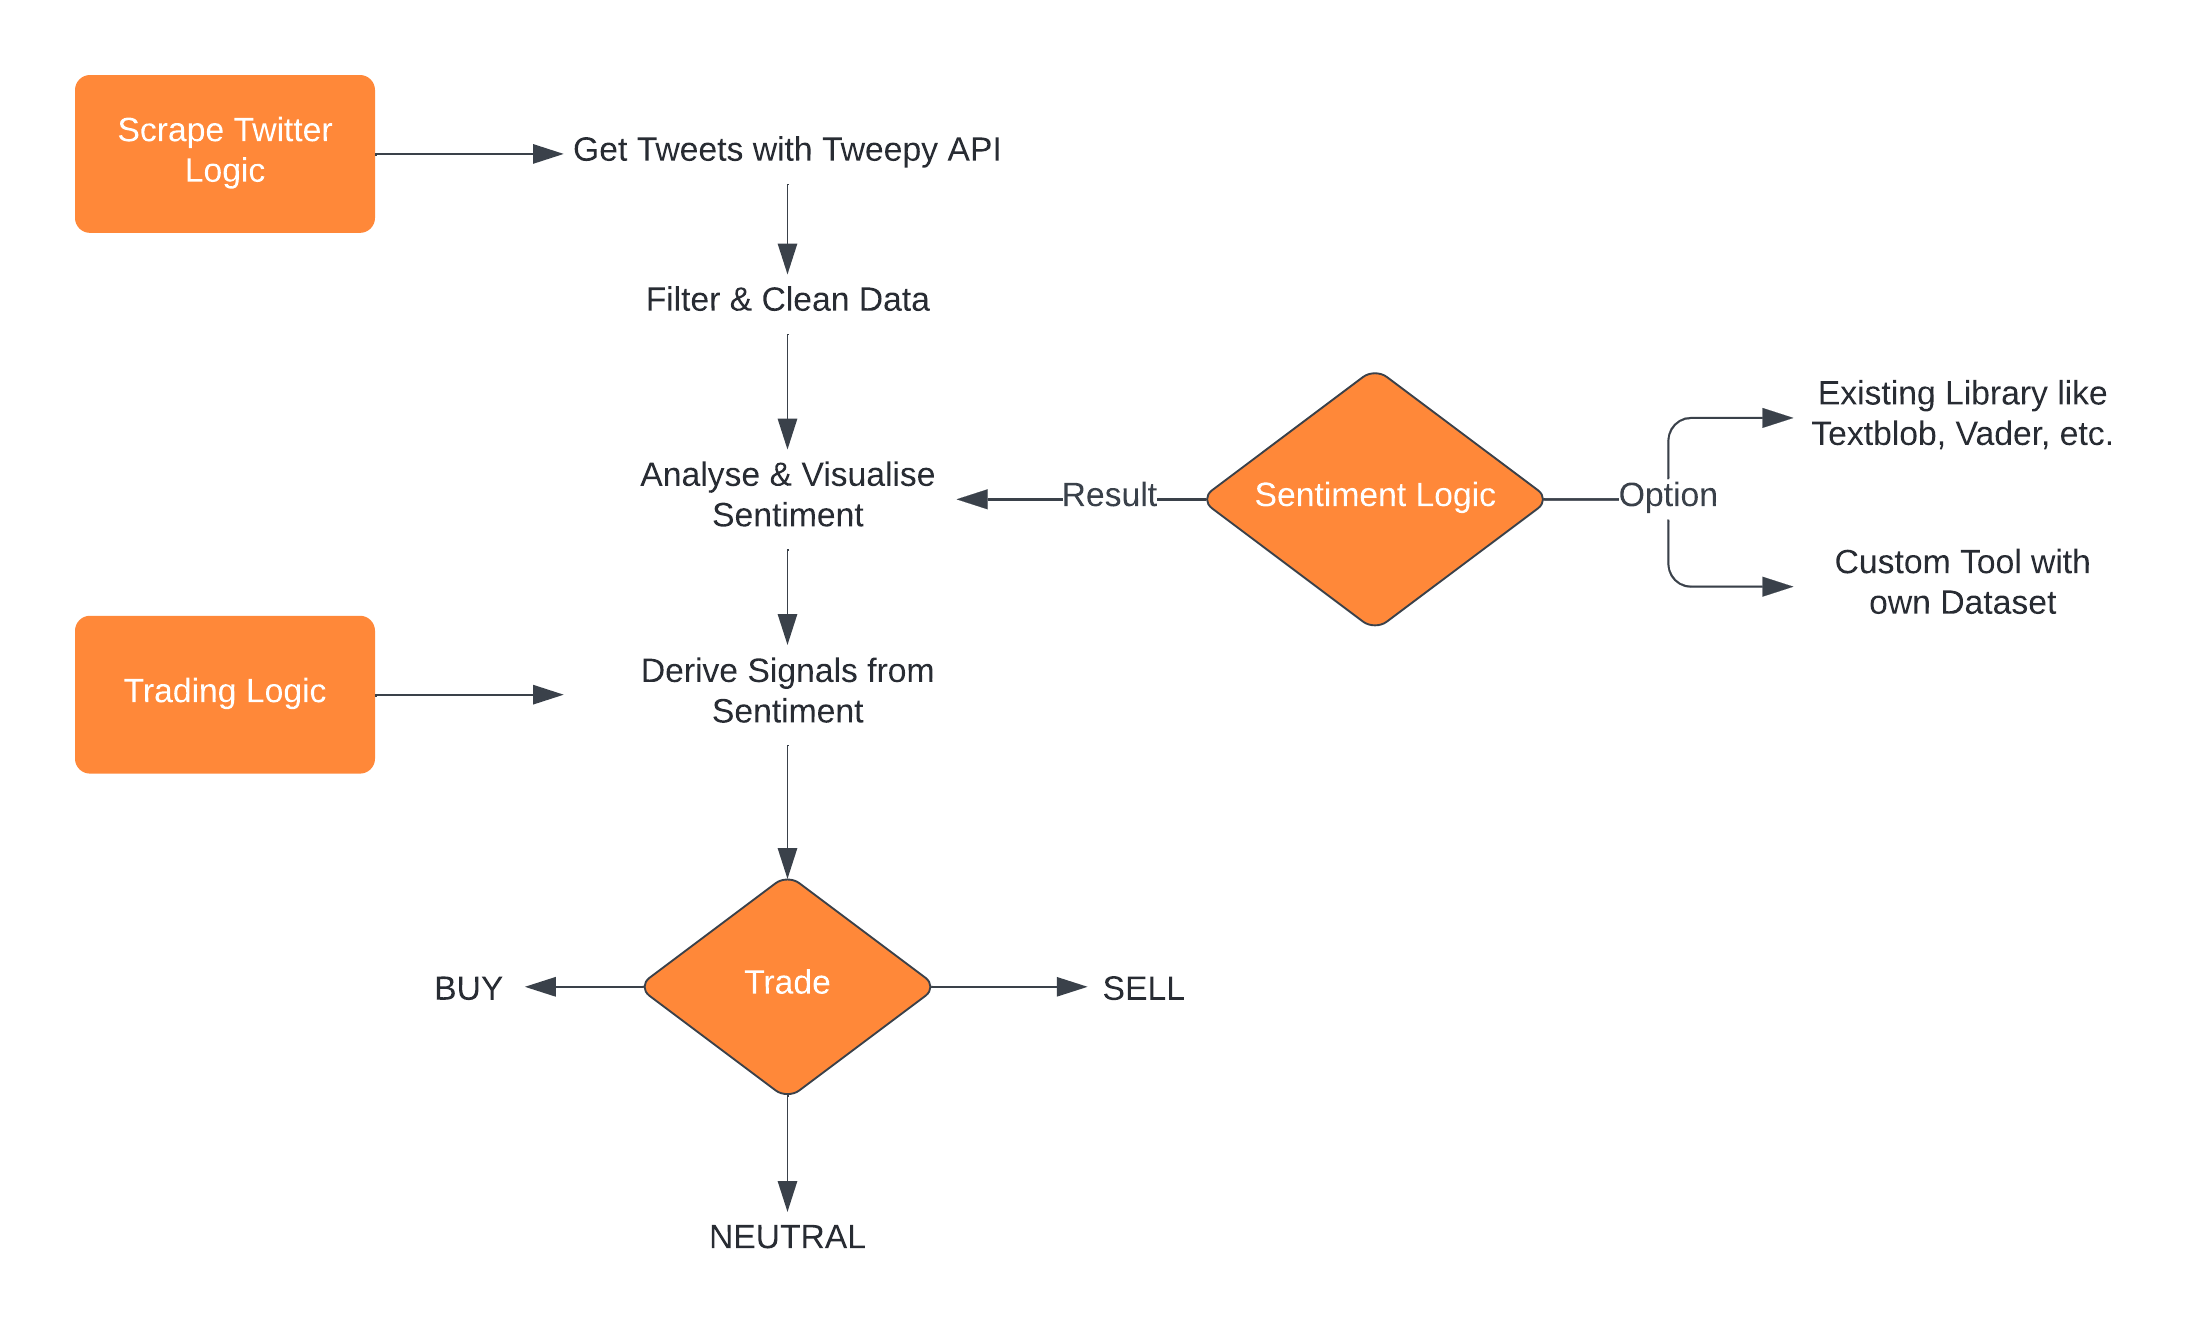 Scrape Twitter
Logic
Get Tweets with Tweepy API
Filter & Clean Data
Analyse & Visualise
Sentiment
Result
Sentiment Logic
Option
Existing Library like
Textblob, Vader, etc.
Custom Tool with
own Dataset
Trading Logic
Derive Signals from
Sentiment
BUY
Trade
SELL
NEUTRAL